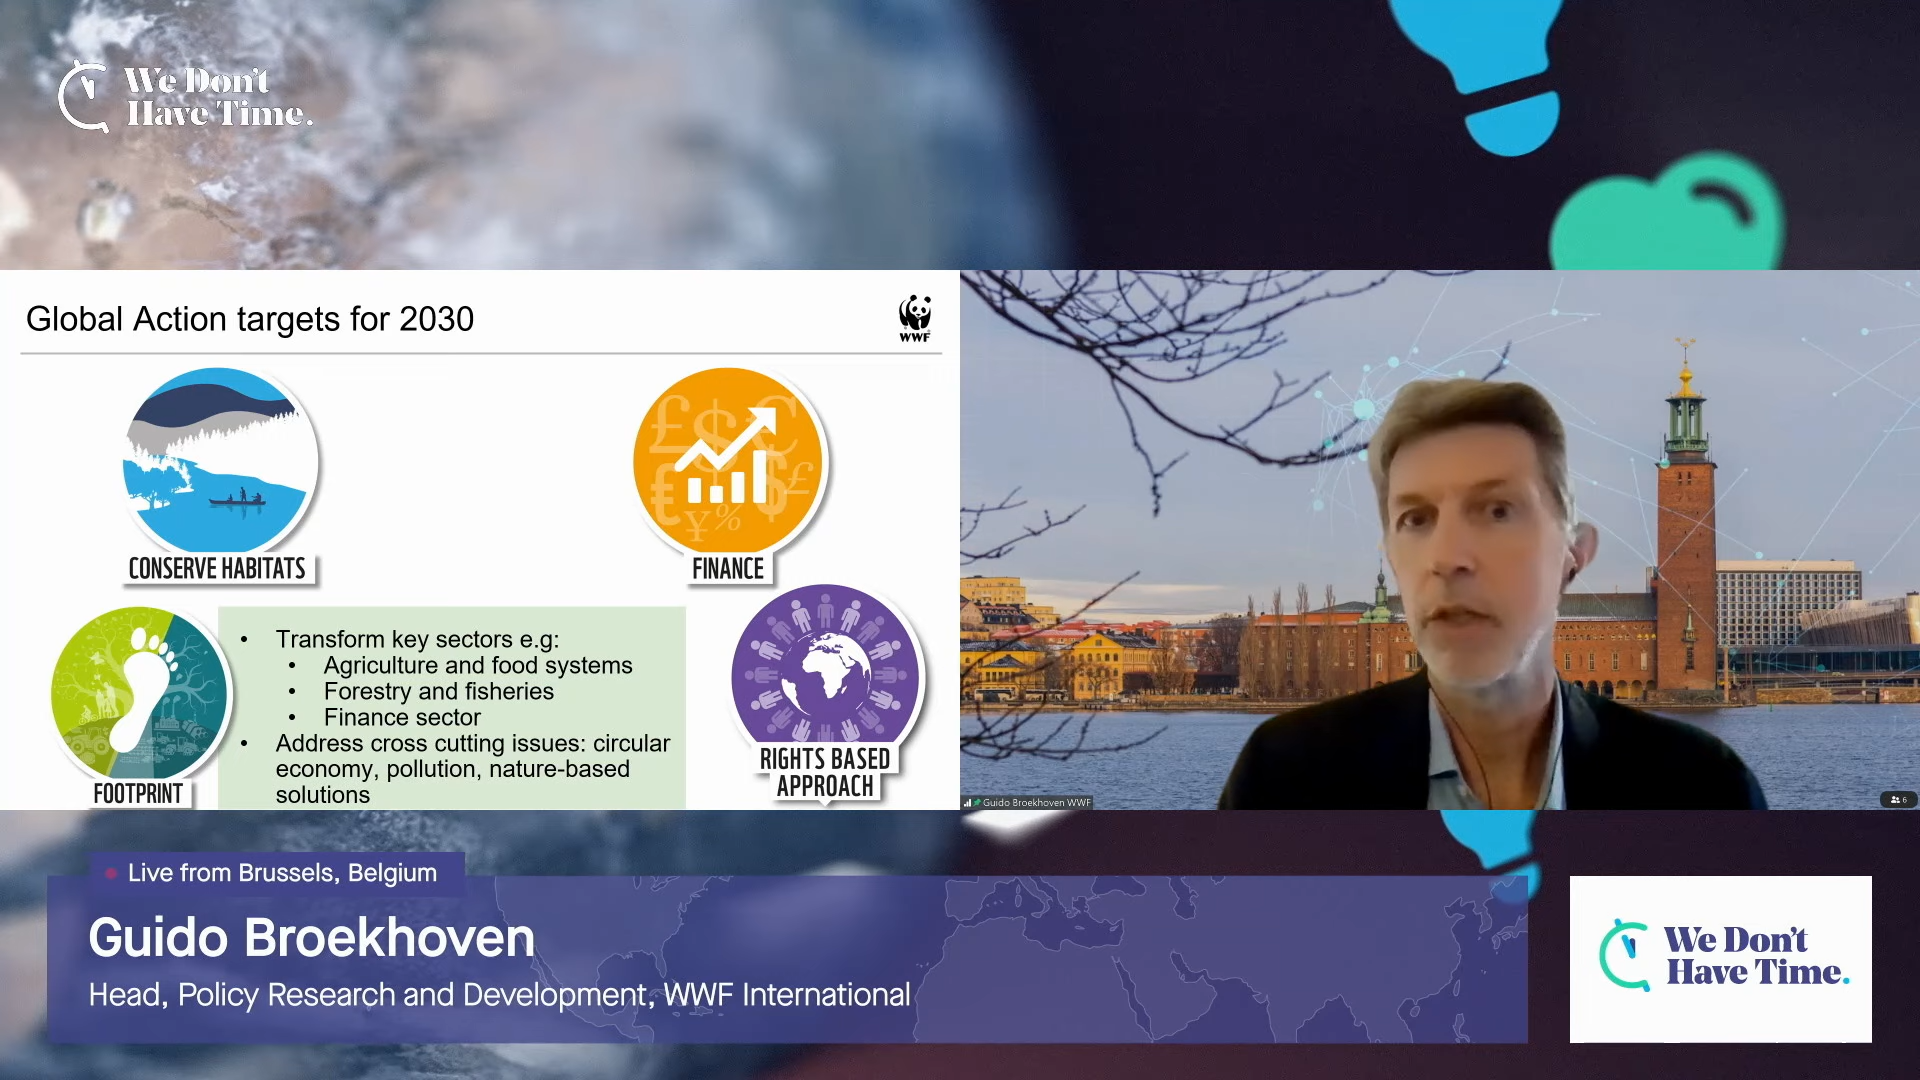 We Don't
Have Time.
Global Action targets for 2030
WWF
CONSERVE HABITATS
£ $ € £ € $ £ ¥ %
FINANCE
• Transform key sectors e.g:
• Agriculture and food systems
• Forestry and fisheries
• Finance sector
• Address cross cutting issues: circular
economy, pollution, nature-based
solutions
FOOTPRINT
RIGHTS BASED
APPROACH
Guido Broekhoven WWF
6
Live from Brussels, Belgium
Guido Broekhoven
Head, Policy Research and Development, WWF International
We Don't
Have Time.